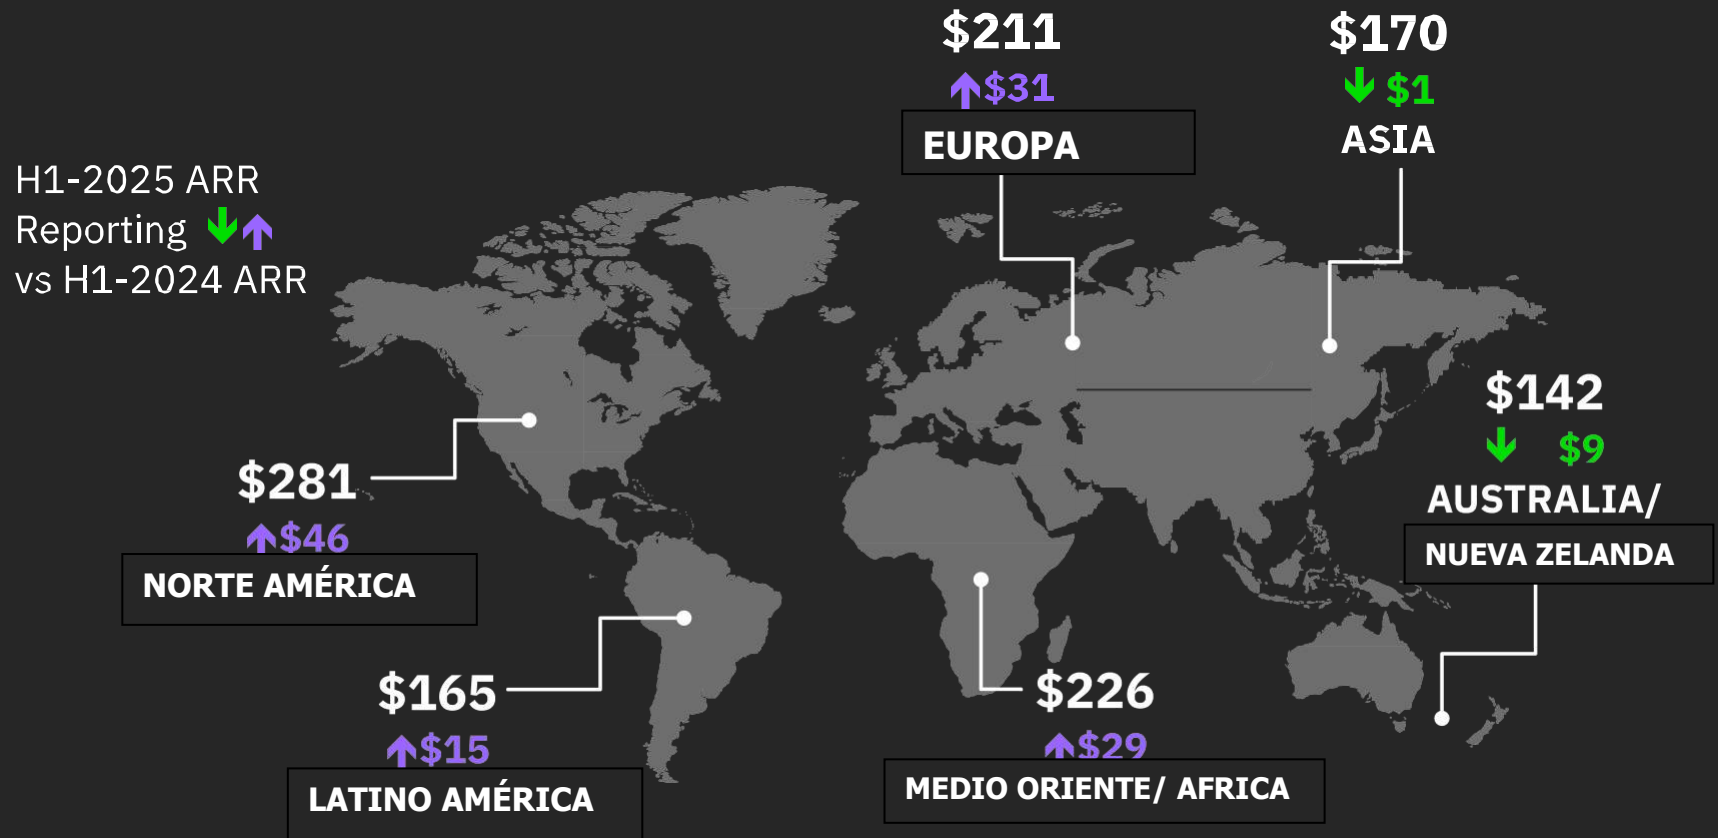 H1-2025 ARR
Reporting ↓↑
vs H1-2024 ARR
$211
↑$31
EUROPA
$170
↓ $1
ASIA
$142
↓ $9
AUSTRALIA/
NUEVA ZELANDA
$281
↑$46
NORTE AMÉRICA
$165
↑$15
LATINO AMÉRICA
$226
↑$29
MEDIO ORIENTE/ AFRICA